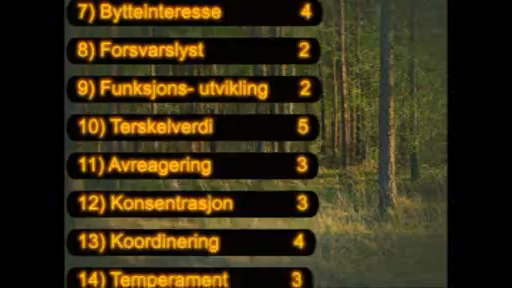 7) Bytteinteresse 4
8) Forsvarslyst 2
9) Funksjons- utvikling 2
10) Terskelverdi 5
11) Avreagering 3
12) Konsentrasjon 3
13) Koordinering 4
14) Temperament 3